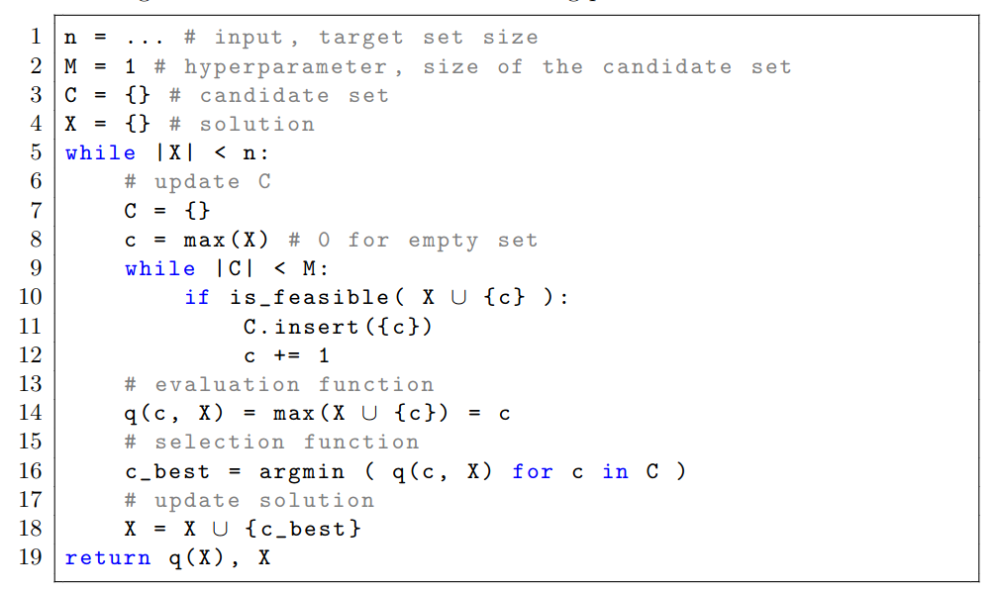 1 n = ... # input, target set size
2 M = 1 # hyperparameter, size of the candidate set
3 C = {} # candidate set
4 X = {} # solution
5 while |X| < n:
6     # update C
7     C = {}
8     c = max(X) # 0 for empty set
9     while |C| < M:
10         if is_feasible( X ∪ {c} ):
11             C.insert({c})
12             c += 1
13     # evaluation function
14     q(c, X) = max(X ∪ {c}) = c
15     # selection function
16     c_best = argmin ( q(c, X) for c in C )
17     # update solution
18     X = X ∪ {c_best}
19 return q(X), X